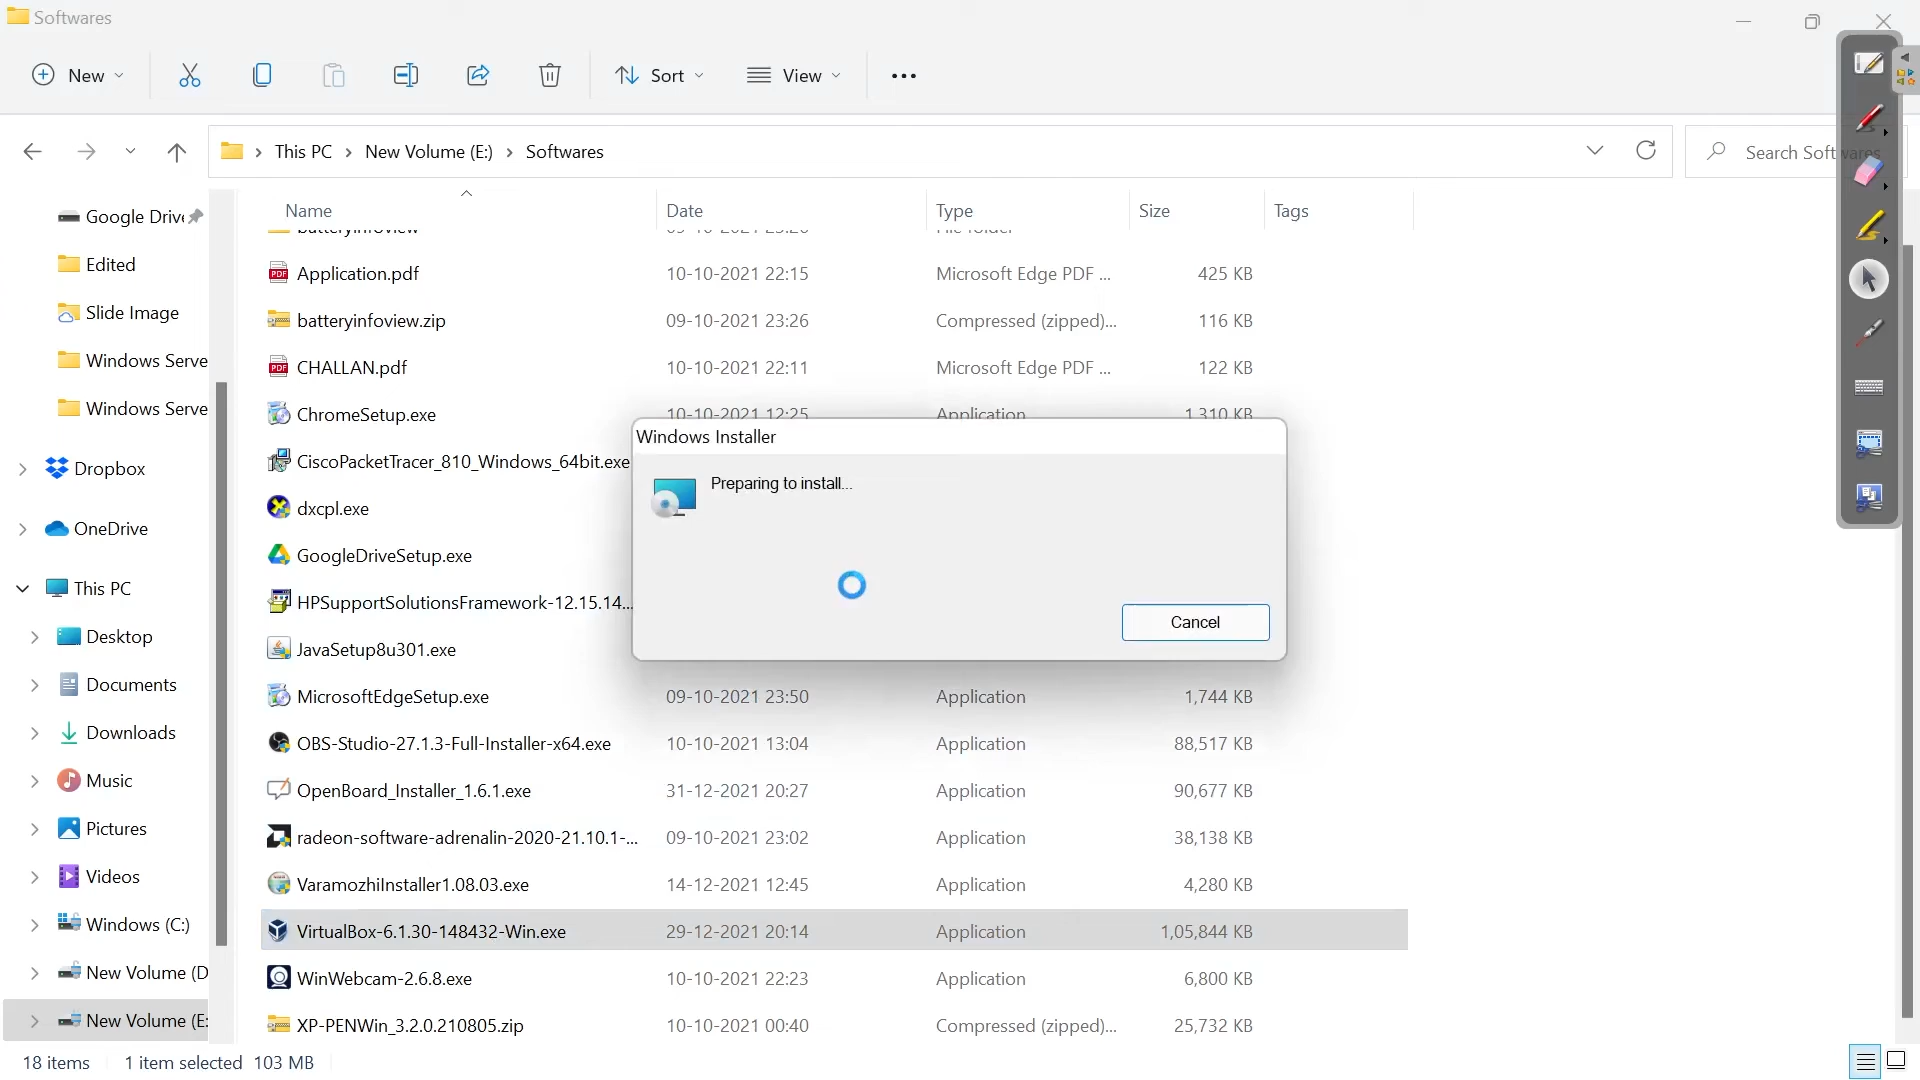 Softwares
New
Sort
View
This PC
New Volume (E:)
Softwares
Search Softwares
Name
Date
Type
Size
Tags
Google Drive
Edited
Slide Image
Windows Serve
Windows Serve
Dropbox
OneDrive
This PC
Desktop
Documents
Downloads
Music
Pictures
Videos
Windows (C:)
New Volume (D
New Volume (E:
batteryinfoview
Application.pdf 10-10-2021 22:15 Microsoft Edge PDF ... 425 KB
batteryinfoview.zip 09-10-2021 23:26 Compressed (zipped)... 116 KB
CHALLAN.pdf 10-10-2021 22:11 Microsoft Edge PDF ... 122 KB
ChromeSetup.exe 10-10-2021 12:25 Application 1,310 KB
CiscoPacketTracer_810_Windows_64bit.exe
dxcpl.exe
GoogleDriveSetup.exe
HPSupportSolutionsFramework-12.15.14...
JavaSetup8u301.exe
MicrosoftEdgeSetup.exe 09-10-2021 23:50 Application 1,744 KB
OBS-Studio-27.1.3-Full-Installer-x64.exe 10-10-2021 13:04 Application 88,517 KB
OpenBoard_Installer_1.6.1.exe 31-12-2021 20:27 Application 90,677 KB
radeon-software-adrenalin-2020-21.10.1-... 09-10-2021 23:02 Application 38,138 KB
VaramozhiInstaller1.08.03.exe 14-12-2021 12:45 Application 4,280 KB
VirtualBox-6.1.30-148432-Win.exe 29-12-2021 20:14 Application 1,05,844 KB
WinWebcam-2.6.8.exe 10-10-2021 22:23 Application 6,800 KB
XP-PENWin_3.2.0.210805.zip 10-10-2021 00:40 Compressed (zipped)... 25,732 KB
Windows Installer
Preparing to install...
Cancel
18 items
1 item selected 103 MB